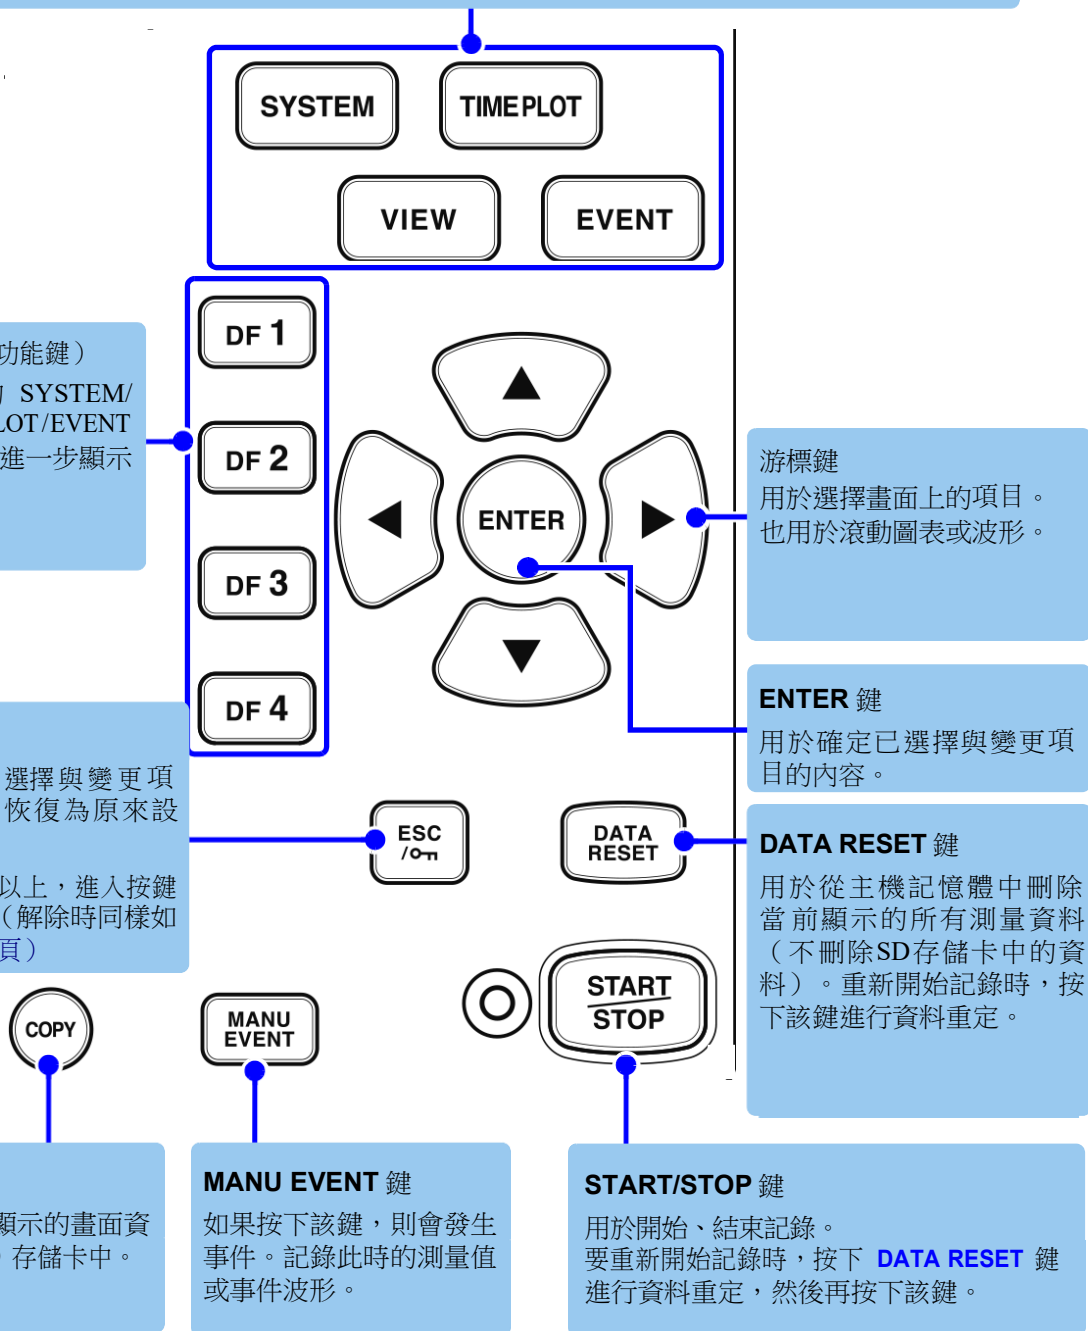 SYSTEM
TIMEPLOT
VIEW
EVENT
DF 1
DF 2
DF 3
DF 4
ENTER
功能鍵）
SYSTEM/
LOT/EVENT
進一步顯示
游標鍵
用於選擇畫面上的項目。
也用於滾動圖表或波形。
ENTER 鍵
用於確定已選擇與變更項
目的內容。
選擇與變更項
恢復為原來設
以上，進入按鍵
（解除時同樣如
頁）
ESC
/
DATA
RESET
DATA RESET 鍵
用於從主機記憶體中刪除
當前顯示的所有測量資料
（不刪除SD存儲卡中的資
料）。重新開始記錄時，按
下該鍵進行資料重定。
COPY
MANU
EVENT
START
STOP
顯示的畫面資
存儲卡中。
MANU EVENT 鍵
如果按下該鍵，則會發生
事件。記錄此時的測量值
或事件波形。
START/STOP 鍵
用於開始、結束記錄。
要重新開始記錄時，按下 DATA RESET 鍵
進行資料重定，然後再按下該鍵。